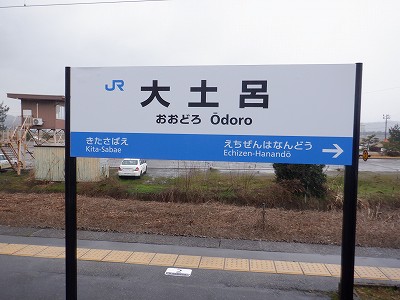 JR
大土呂
おおどろ Ōdoro
きたさばえ
Kita-Sabae
えちぜんはなんどう
Echizen-Hanandō
→